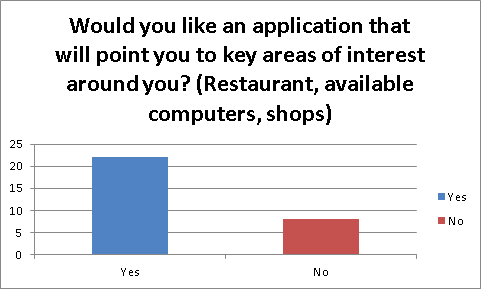 Would you like an application that
will point you to key areas of interest
around you? (Restaurant, available
computers, shops)
25
20
15
10
5
0
Yes
No
Yes
No